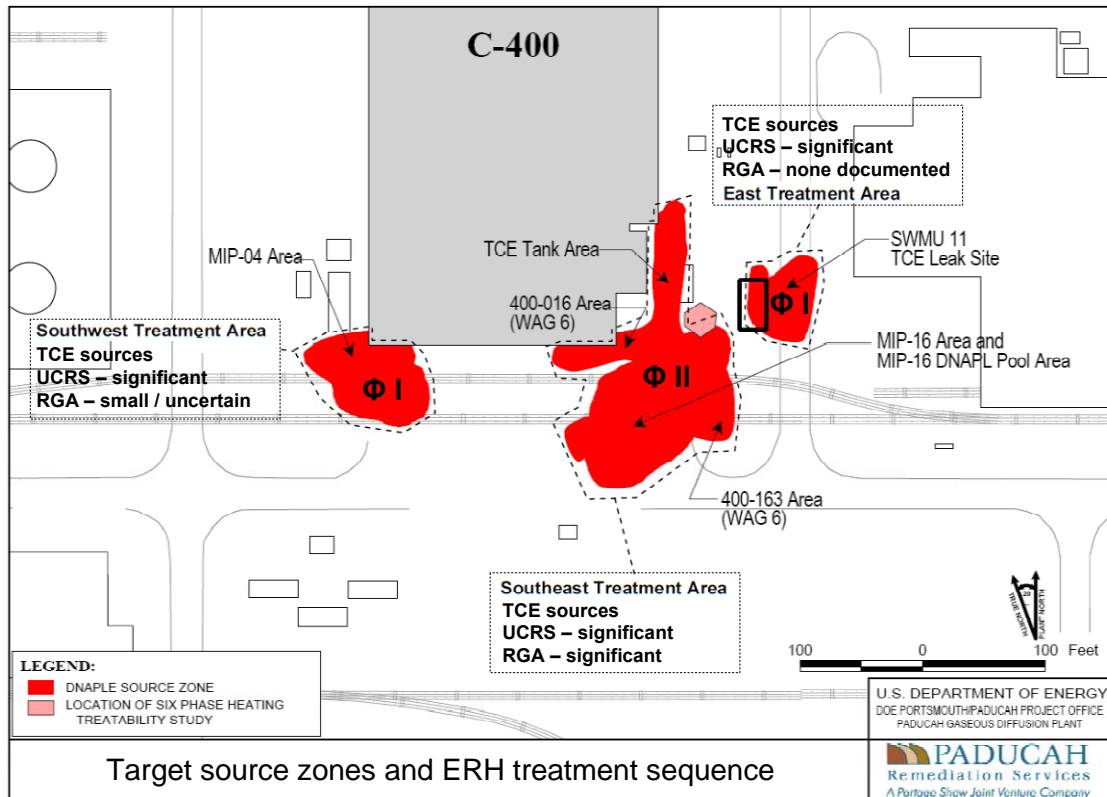 C-400
TCE sources
UCRS – significant
RGA – none documented
East Treatment Area
MIP-04 Area
TCE Tank Area
SWMU 11
TCE Leak Site
400-016 Area
(WAG 6)
Φ I
Southwest Treatment Area
TCE sources
UCRS – significant
RGA – small / uncertain
MIP-16 Area and
MIP-16 DNAPL Pool Area
Φ II
Φ I
400-163 Area
(WAG 6)
Southeast Treatment Area
TCE sources
UCRS – significant
RGA – significant
TRUE NORTH
PLANT NORTH
20
100 0 100 Feet
LEGEND:
DNAPLE SOURCE ZONE
LOCATION OF SIX PHASE HEATING
TREATABILITY STUDY
U.S. DEPARTMENT OF ENERGY
DOE PORTSMOUTH/PADUCAH PROJECT OFFICE
PADUCAH GASEOUS DIFFUSION PLANT
Target source zones and ERH treatment sequence
PADUCAH
Remediation Services
A Portage Shaw Joint Venture Company